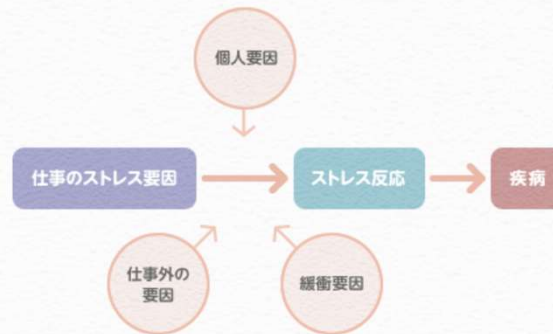 個人要因
仕事のストレス要因
ストレス反応
疾病
仕事外の
要因
緩衝要因